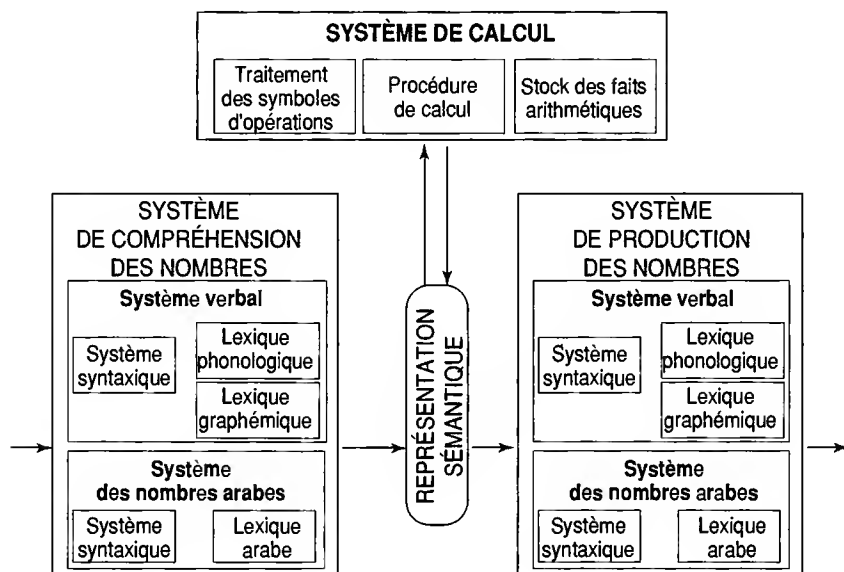 SYSTÈME DE CALCUL
Traitement
des symboles
d'opérations
Procédure
de calcul
Stock des faits
arithmétiques
SYSTÈME
DE COMPRÉHENSION
DES NOMBRES
Système verbal
Système
syntaxique
Lexique
phonologique
Lexique
graphémique
Système
des nombres arabes
Système
syntaxique
Lexique
arabe
REPRÉSENTATION
SÉMANTIQUE
SYSTÈME
DE PRODUCTION
DES NOMBRES
Système verbal
Système
syntaxique
Lexique
phonologique
Lexique
graphémique
Système
des nombres arabes
Système
syntaxique
Lexique
arabe